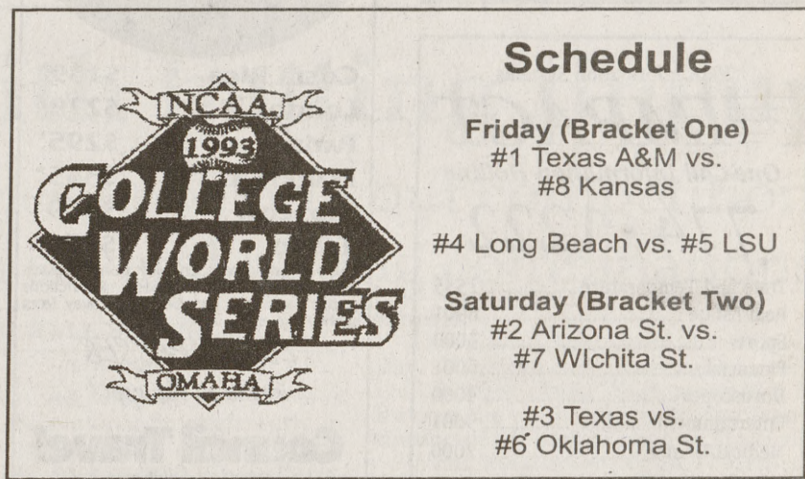 NCAA
1993
COLLEGE
WORLD
SERIES
OMAHA
Schedule
Friday (Bracket One)
#1 Texas A&M vs.
#8 Kansas
#4 Long Beach vs. #5 LSU
Saturday (Bracket Two)
#2 Arizona St. vs.
#7 WIchita St.
#3 Texas vs.
#6 Oklahoma St.